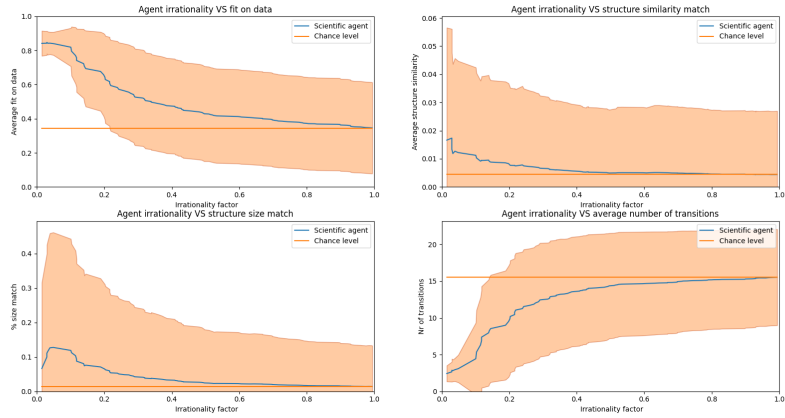 Agent irrationality VS fit on data
1.0
0.8
0.6
0.4
0.2
0.0
Average fit on data
Scientific agent
Chance level
0.0 0.2 0.4 0.6 0.8 1.0
Irrationality factor
Agent irrationality VS structure similarity match
0.06
0.05
0.04
0.03
0.02
0.01
0.00
Average structure similarity
Scientific agent
Chance level
0.0 0.2 0.4 0.6 0.8 1.0
Irrationality factor
Agent irrationality VS structure size match
0.4
0.3
0.2
0.1
0.0
% size match
Scientific agent
Chance level
0.0 0.2 0.4 0.6 0.8 1.0
Irrationality factor
Agent irrationality VS average number of transitions
20
15
10
5
0
Nr of transitions
Scientific agent
Chance level
0.0 0.2 0.4 0.6 0.8 1.0
Irrationality factor